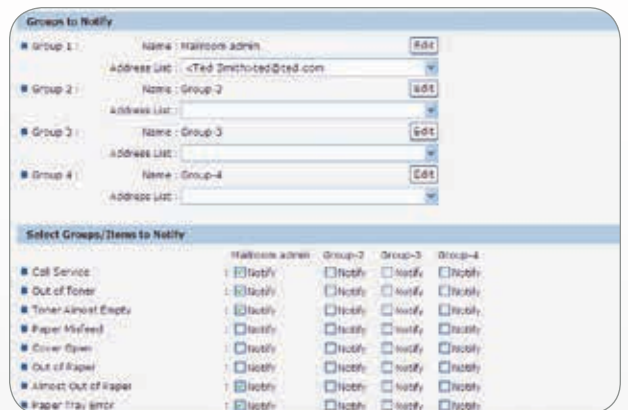 Groups to Notify
Group 1 : Name : Mailroom admin Edit
Address List : <Ted Smith>ted@ted.com
Group 2 : Name : Group-2 Edit
Address List :
Group 3 : Name : Group-3 Edit
Address List :
Group 4 : Name : Group-4 Edit
Address List :
Select Groups/Items to Notify
Mailroom admin Group-2 Group-3 Group-4
Call Service : Notify Notify Notify Notify
Out of Toner : Notify Notify Notify Notify
Toner Almost Empty : Notify Notify Notify Notify
Paper Misfeed : Notify Notify Notify Notify
Cover Open : Notify Notify Notify Notify
Out of Paper : Notify Notify Notify Notify
Almost Out of Paper : Notify Notify Notify Notify
Paper Tray Error : Notify Notify Notify Notify